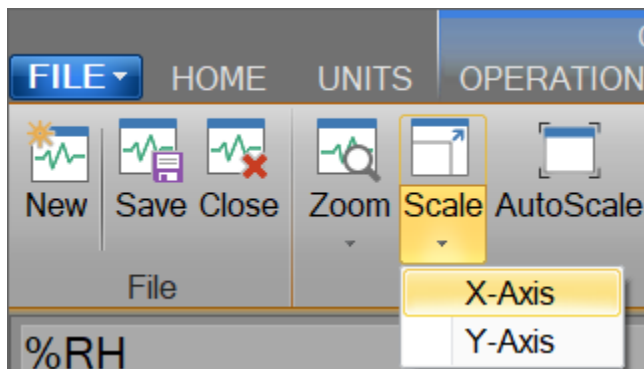 FILE HOME UNITS OPERATION
New Save Close Zoom Scale AutoScale
File
X-Axis
Y-Axis
%RH